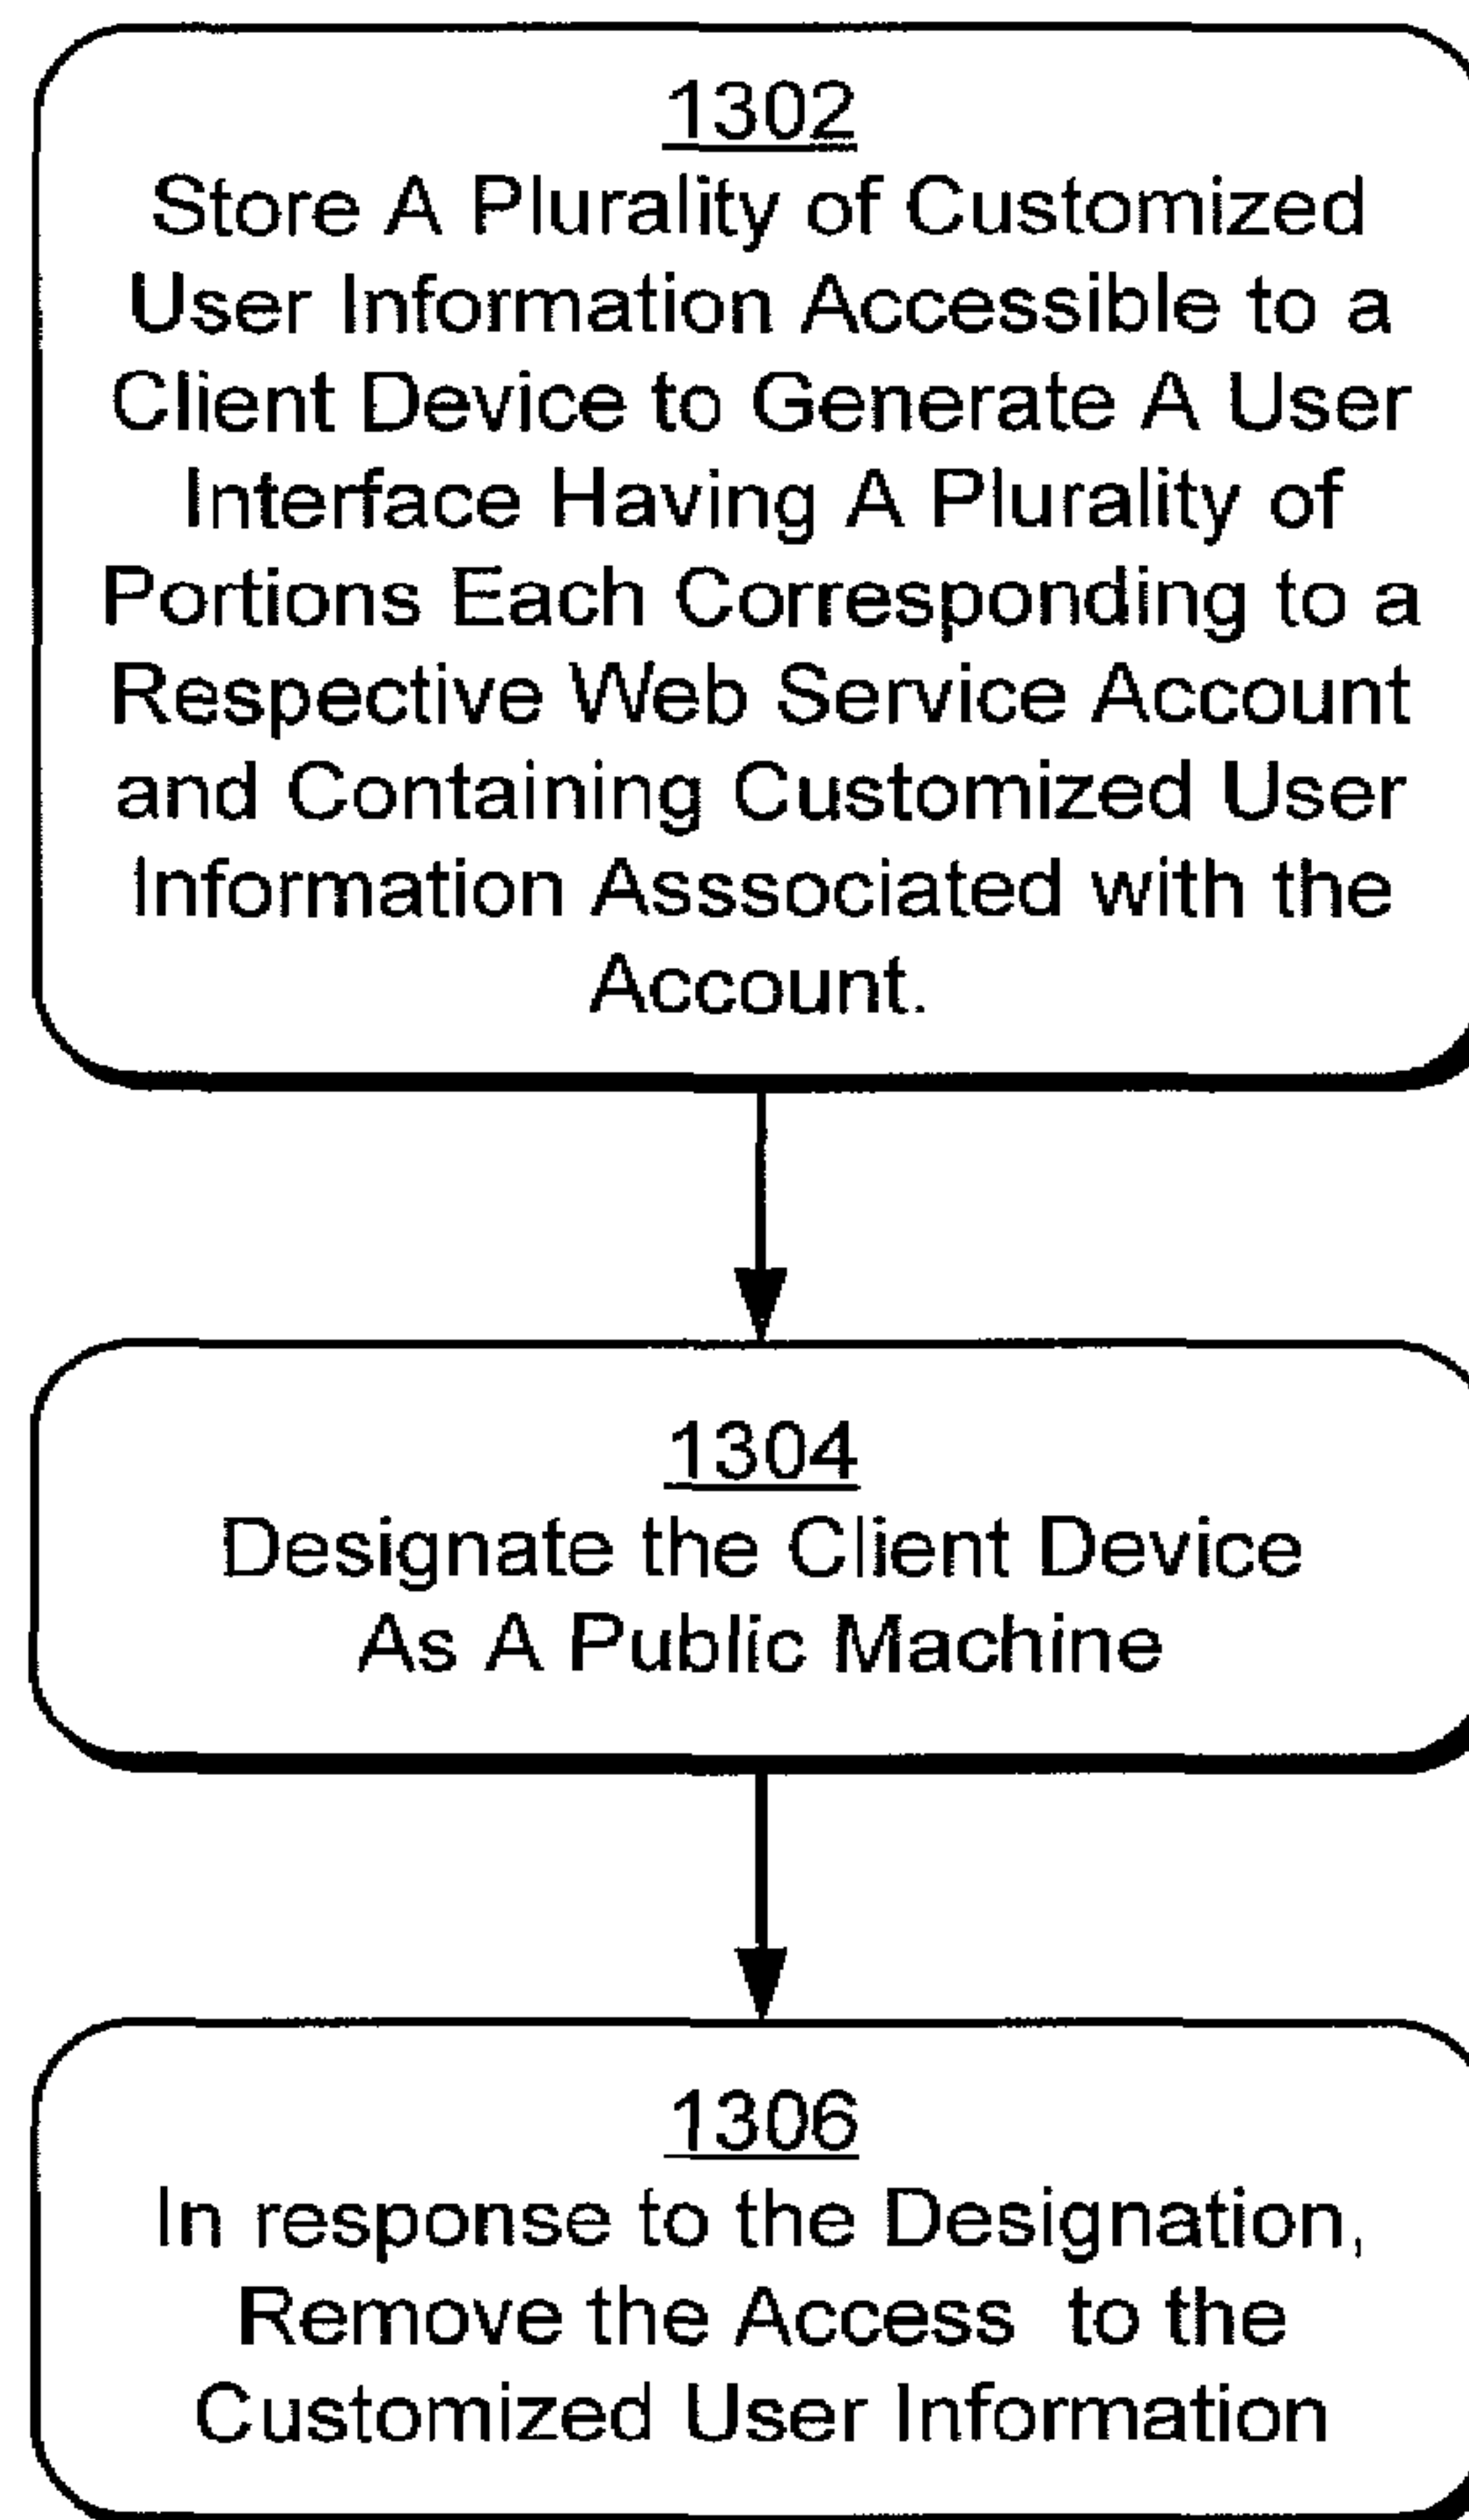 1302
Store A Plurality of Customized
User Information Accessible to a
Client Device to Generate A User
Interface Having A Plurality of
Portions Each Corresponding to a
Respective Web Service Account
and Containing Customized User
Information Asssociated with the
Account.
1304
Designate the Client Device
As A Public Machine
1306
In response to the Designation,
Remove the Access to the
Customized User Information